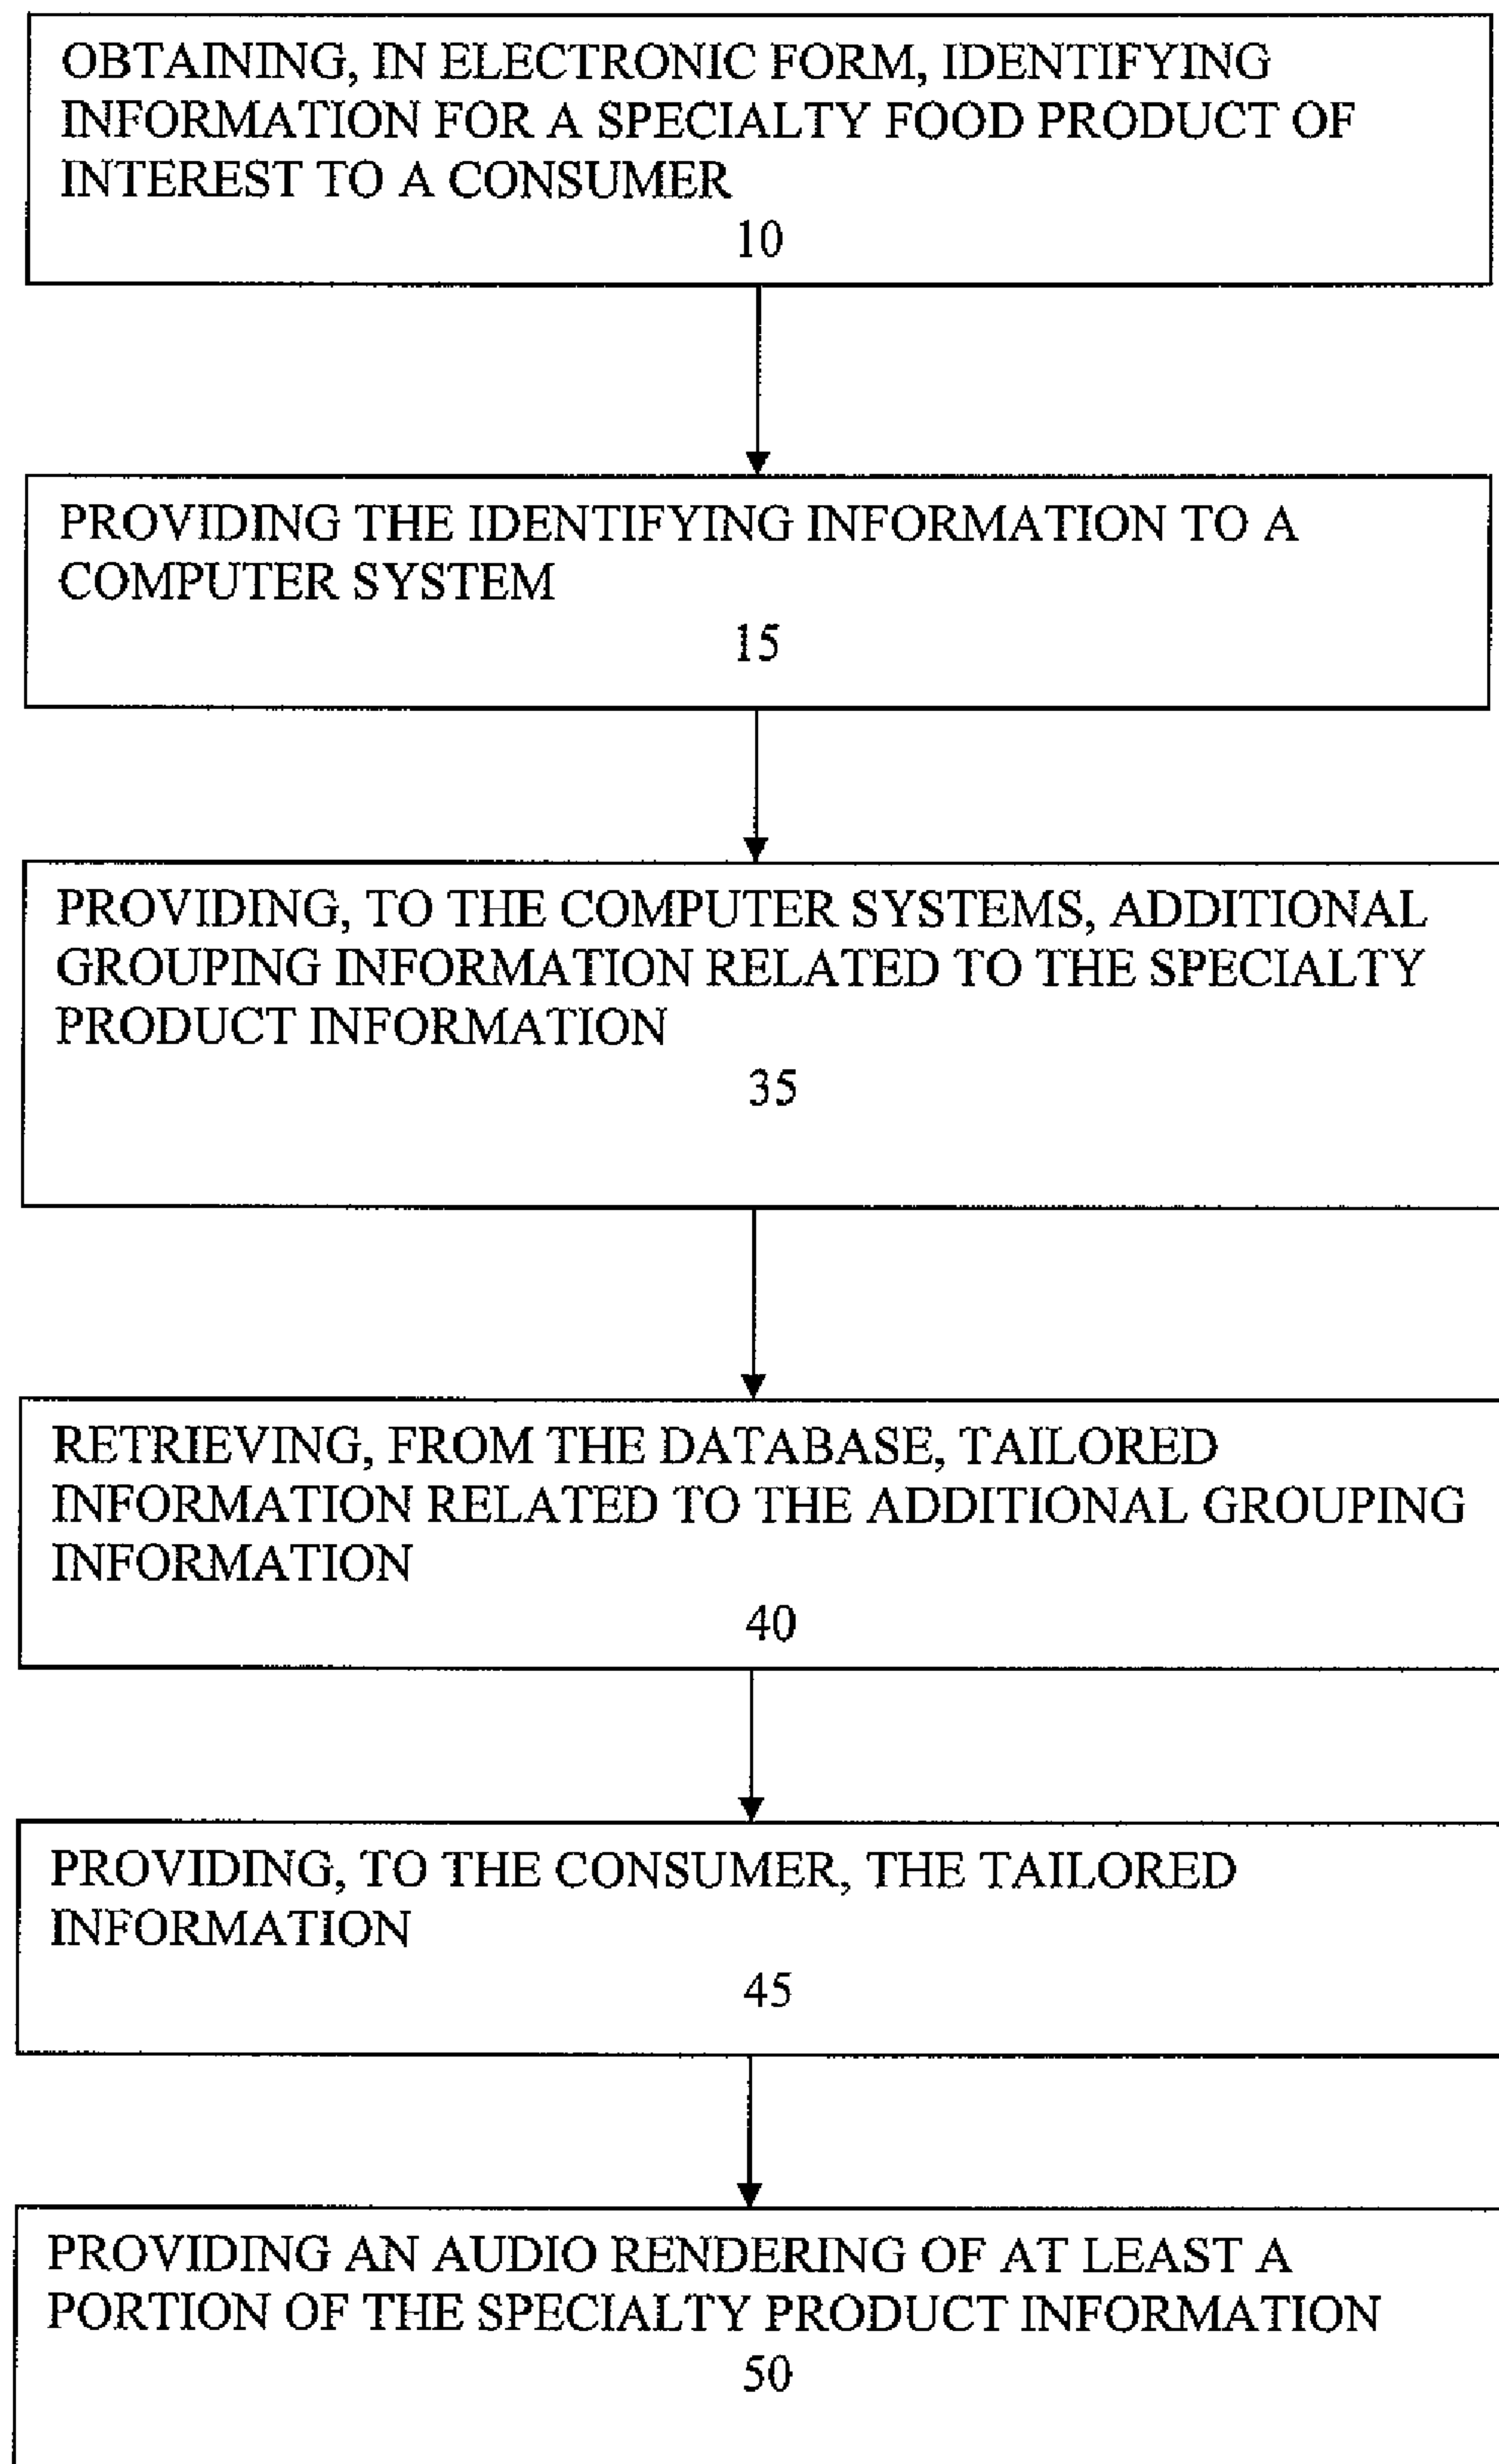 OBTAINING, IN ELECTRONIC FORM, IDENTIFYING
INFORMATION FOR A SPECIALTY FOOD PRODUCT OF
INTEREST TO A CONSUMER
10
PROVIDING THE IDENTIFYING INFORMATION TO A
COMPUTER SYSTEM
15
PROVIDING, TO THE COMPUTER SYSTEMS, ADDITIONAL
GROUPING INFORMATION RELATED TO THE SPECIALTY
PRODUCT INFORMATION
35
RETRIEVING, FROM THE DATABASE, TAILORED
INFORMATION RELATED TO THE ADDITIONAL GROUPING
INFORMATION
40
PROVIDING, TO THE CONSUMER, THE TAILORED
INFORMATION
45
PROVIDING AN AUDIO RENDERING OF AT LEAST A
PORTION OF THE SPECIALTY PRODUCT INFORMATION
50